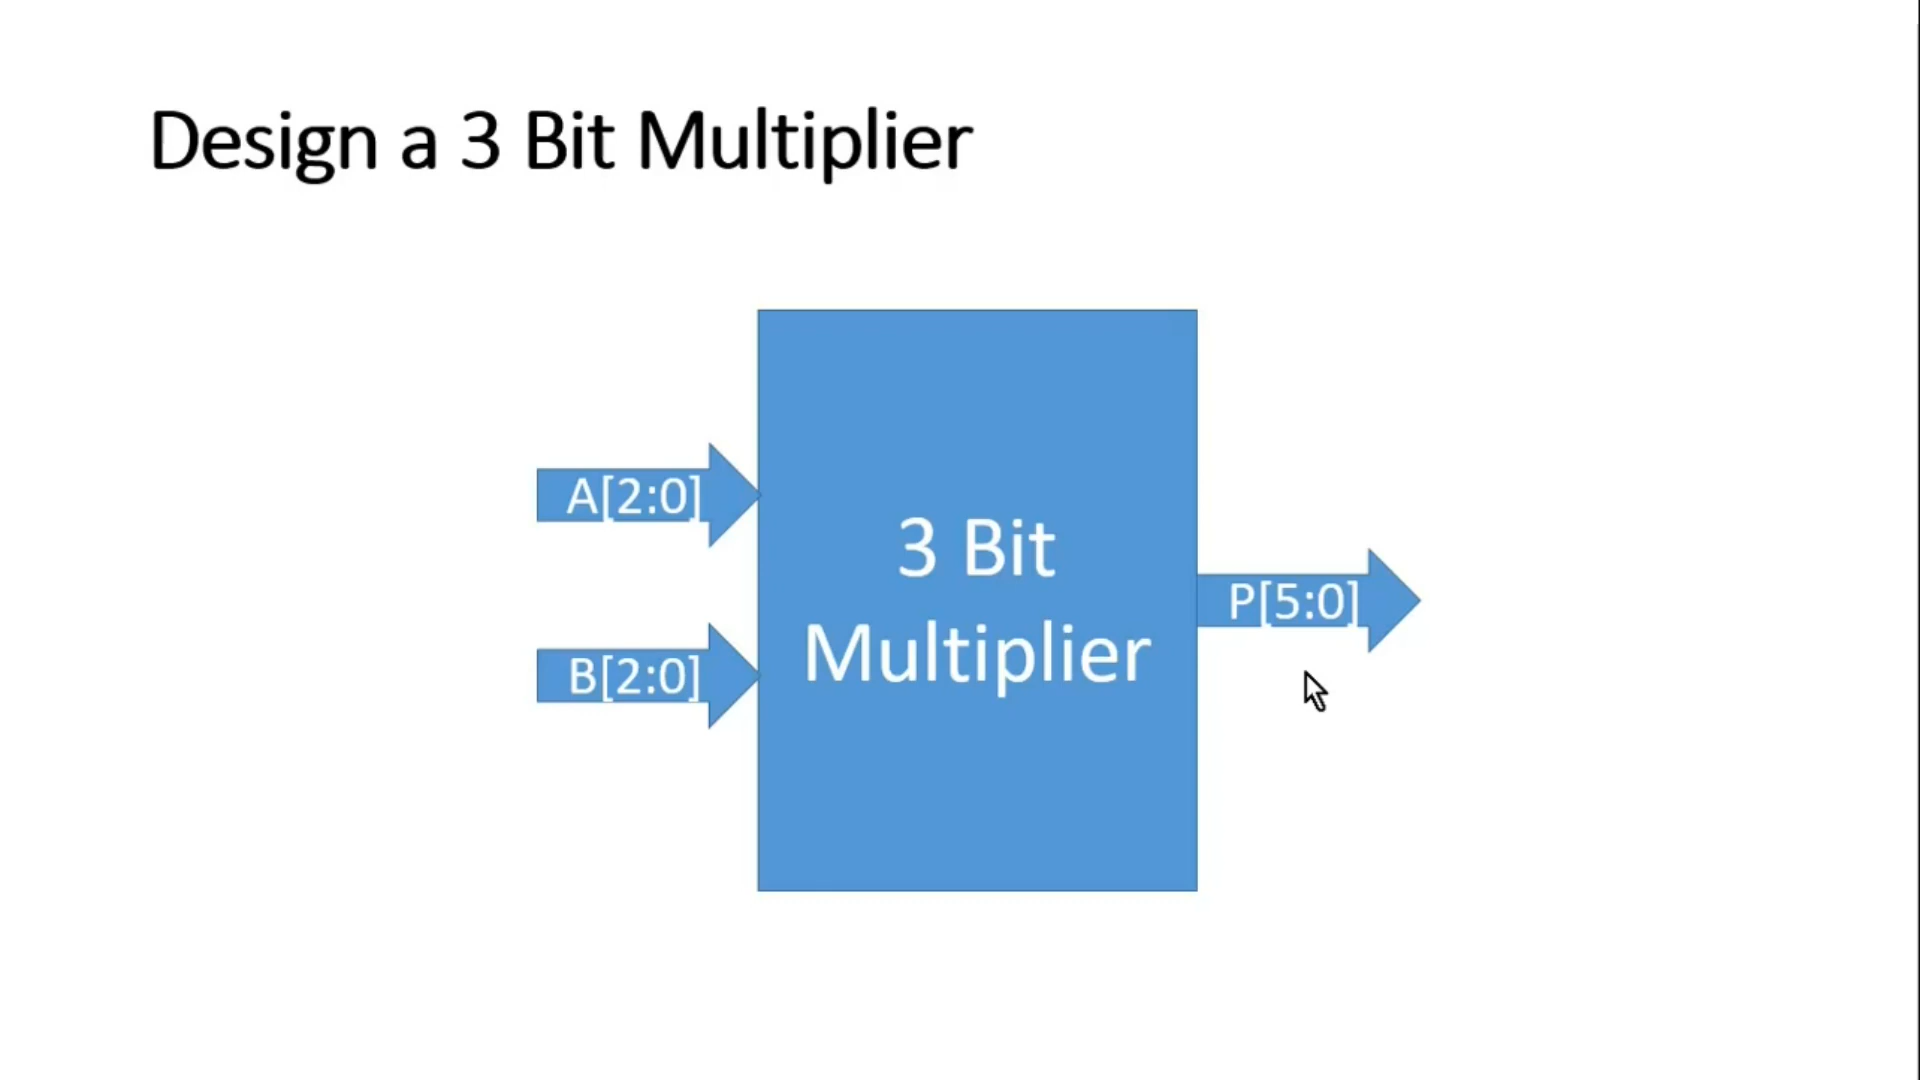 Design a 3 Bit Multiplier
A[2:0]
B[2:0]
3 Bit
Multiplier
P[5:0]